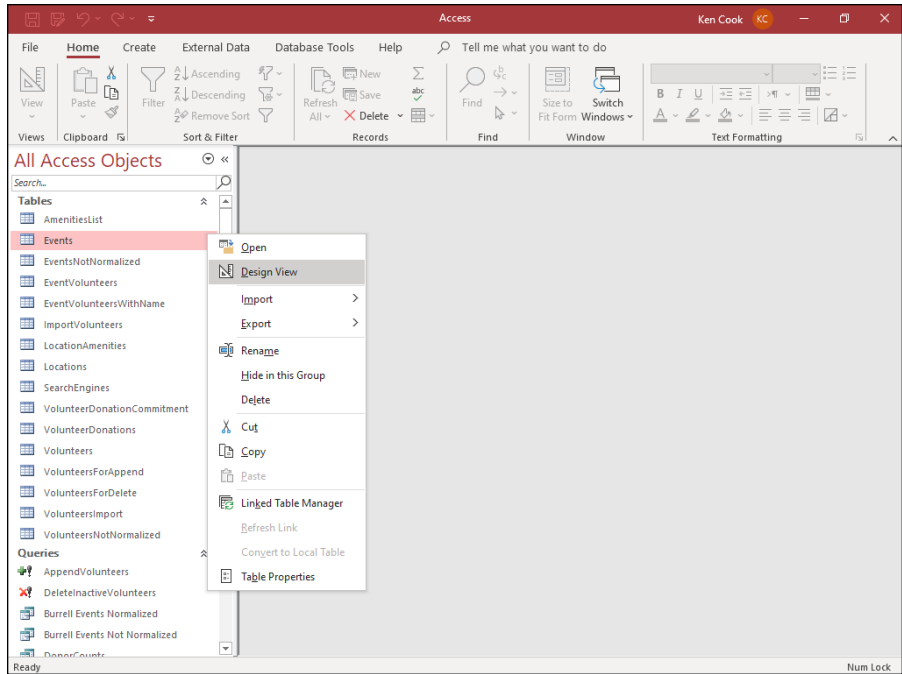 Access
Ken Cook KC
File Home Create External Data Database Tools Help Tell me what you want to do
View
Paste
Filter
Ascending
Descending
Remove Sort
Refresh
All
New
Save
Delete
abc
Find
Size to
Fit Form
Switch
Windows
B I U
A
A
Views Clipboard Sort & Filter Records Find Window Text Formatting
All Access Objects
Search...
Tables
AmenitiesList
Events
EventsNotNormalized
EventVolunteers
EventVolunteersWithName
ImportVolunteers
LocationAmenities
Locations
SearchEngines
VolunteerDonationCommitment
VolunteerDonations
Volunteers
VolunteersForAppend
VolunteersForDelete
VolunteersImport
VolunteersNotNormalized
Queries
AppendVolunteers
DeleteInactiveVolunteers
Burrell Events Normalized
Burrell Events Not Normalized
DonorCounts
Open
Design View
Import
Export
Rename
Hide in this Group
Delete
Cut
Copy
Paste
Linked Table Manager
Refresh Link
Convert to Local Table
Table Properties
Ready
Num Lock